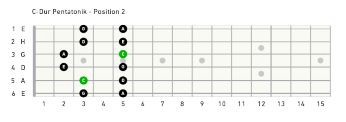 C-Dur Pentatonik - Position 2
1 E G A
2 H D E
3 G A C
4 D E G
5 A C D
6 E G A
1 2 3 4 5 6 7 8 9 10 11 12 13 14 15